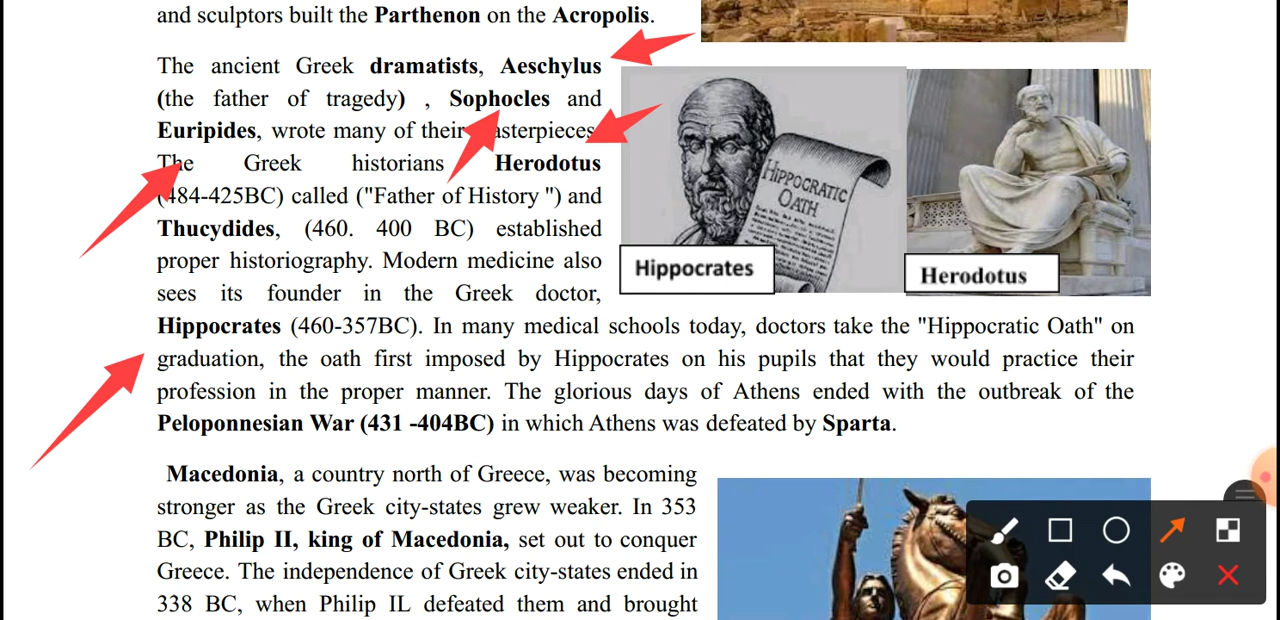 and sculptors built the Parthenon on the Acropolis.
The ancient Greek dramatists, Aeschylus
(the father of tragedy) , Sophocles and
Euripides, wrote many of their
The Greek historians Herodotus
(484-425BC) called ("Father of History ") and
Thucydides, (460. 400 BC) established
proper historiography. Modern medicine also
sees its founder in the Greek doctor,
Hippocrates (460-357BC). In many medical schools today, doctors take the "Hippocratic Oath" on
graduation, the oath first imposed by Hippocrates on his pupils that they would practice their
profession in the proper manner. The glorious days of Athens ended with the outbreak of the
Peloponnesian War (431 -404BC) in which Athens was defeated by Sparta.
HIPPOCRATIC
OATH
Hippocrates
Herodotus
Macedonia, a country north of Greece, was becoming
stronger as the Greek city-states grew weaker. In 353
BC, Philip II, king of Macedonia, set out to conquer
Greece. The independence of Greek city-states ended in
338 BC, when Philip IL defeated them and brought